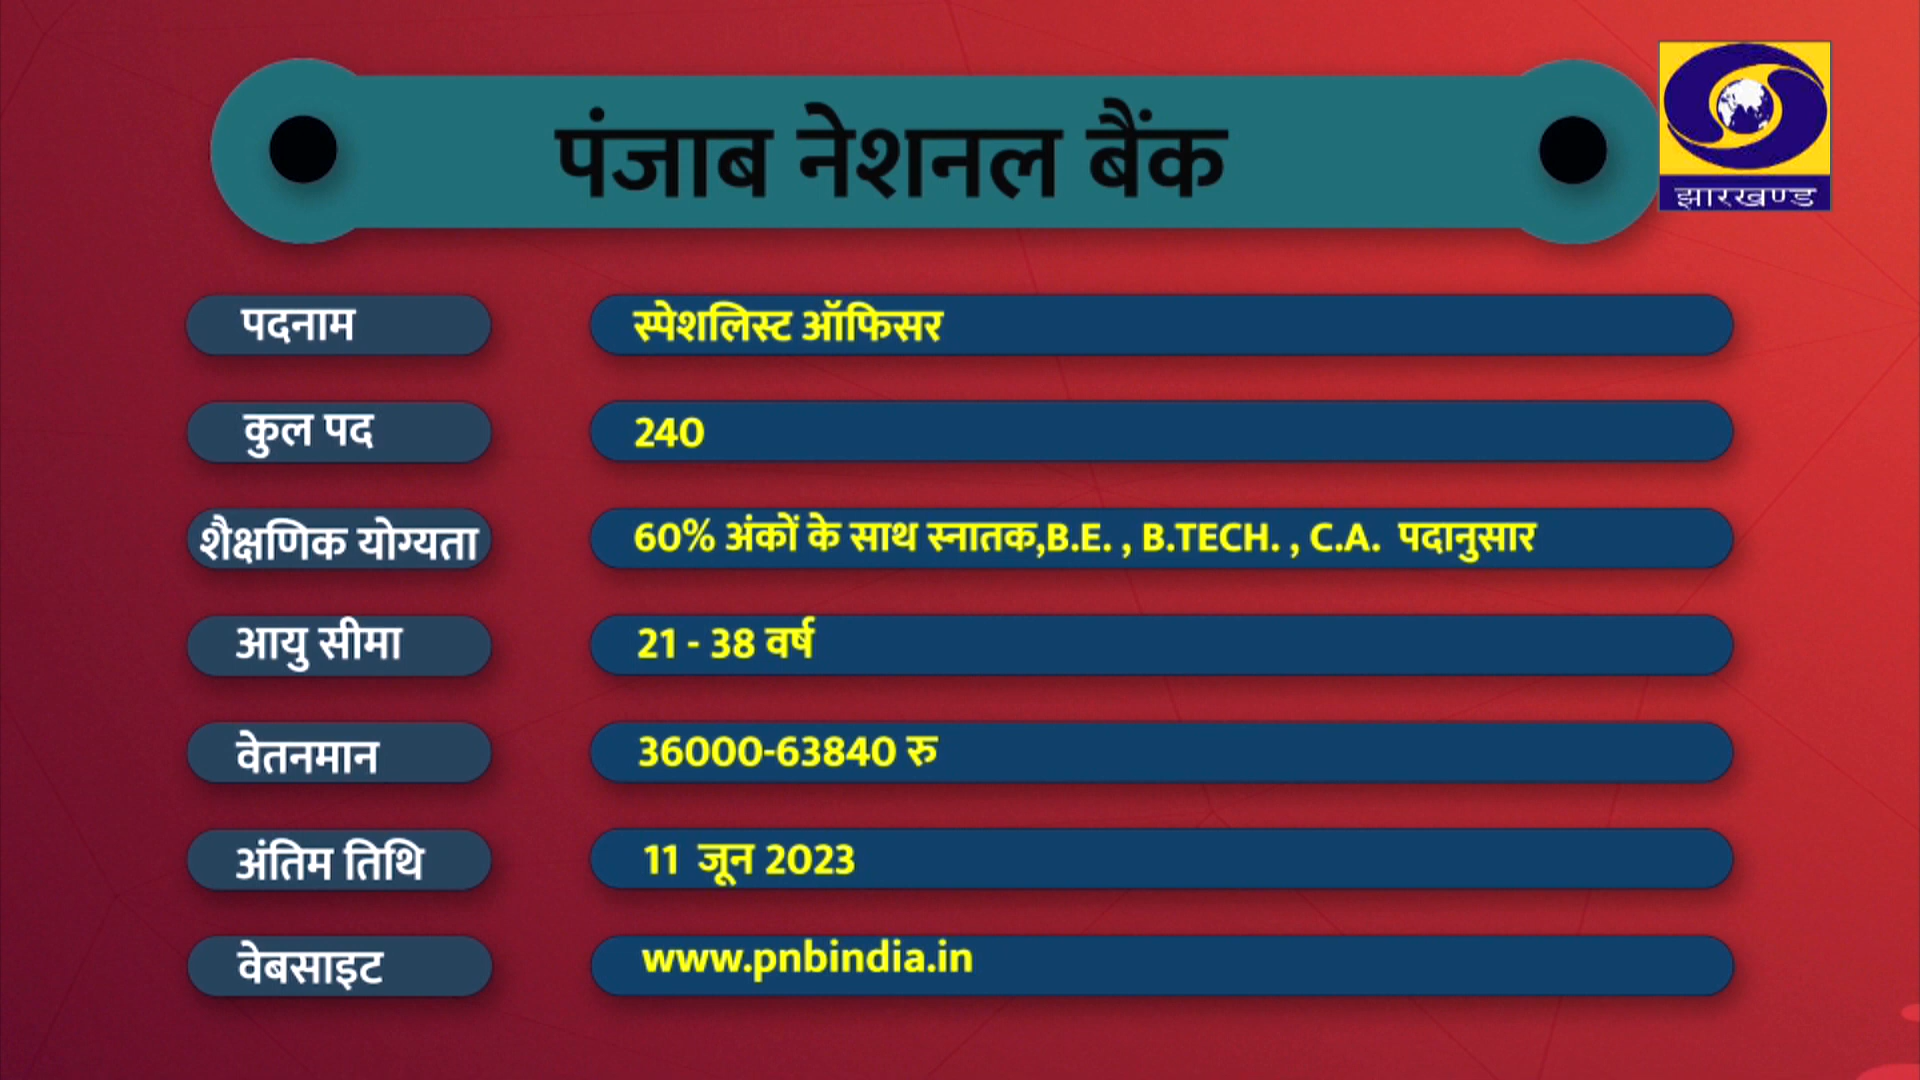 पंजाब नेशनल बैंक
झारखण्ड
पदनाम स्पेशलिस्ट ऑफिसर
कुल पद 240
शैक्षणिक योग्यता 60% अंकों के साथ स्नातक,B.E. , B.TECH. , C.A. पदानुसार
आयु सीमा 21 - 38 वर्ष
वेतनमान 36000-63840 रु
अंतिम तिथि 11 जून 2023
वेबसाइट www.pnbindia.in